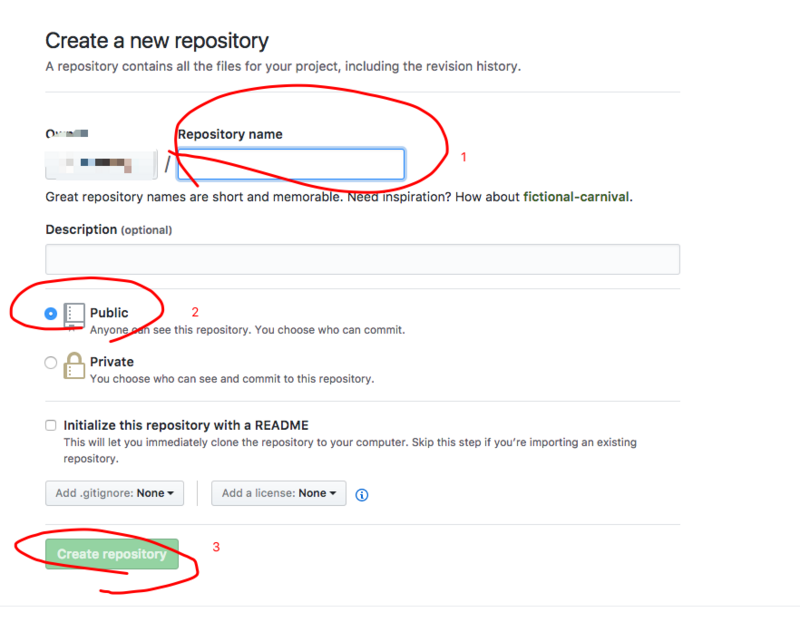 Create a new repository
A repository contains all the files for your project, including the revision history.
Repository name
1
/
Great repository names are short and memorable. Need inspiration? How about fictional-carnival.
Description (optional)
2
Public
Anyone can see this repository. You choose who can commit.
Private
You choose who can see and commit to this repository.
Initialize this repository with a README
This will let you immediately clone the repository to your computer. Skip this step if you’re importing an existing
repository.
Add .gitignore: None Add a license: None
Create repository
3